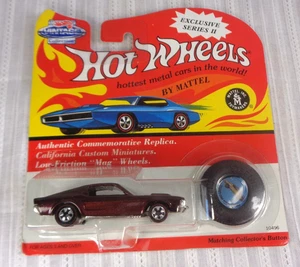 VINTAGE
EXCLUSIVE
SERIES II
HOT WHEELS
hottest metal cars in the world!
BY MATTEL
Authentic Commemorative Replica.
California Custom Miniatures.
Low-Friction "Mag" Wheels.
Matching Collector's Button